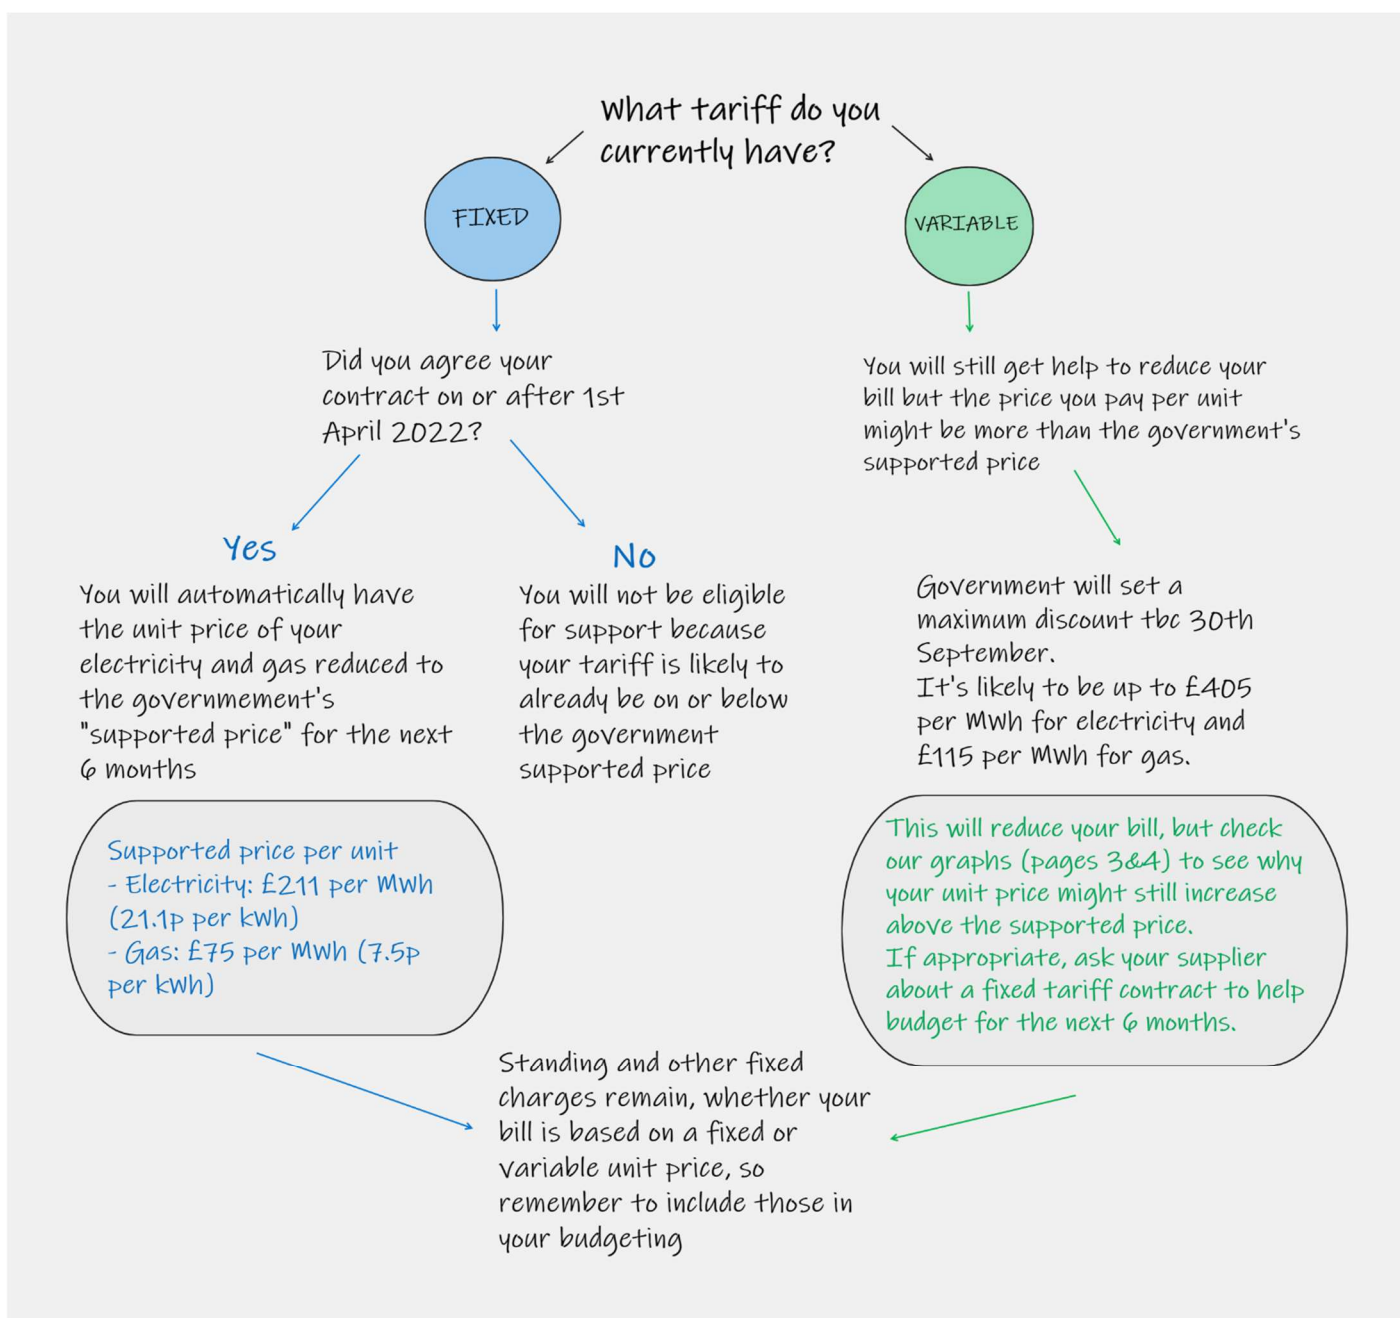 What tariff do you
currently have?
FIXED
VARIABLE
Did you agree your
contract on or after 1st
April 2022?
Yes
You will automatically have
the unit price of your
electricity and gas reduced to
the governmement's
"supported price" for the next
6 months
Supported price per unit
- Electricity: £211 per MWh
(21.1p per kWh)
- Gas: £75 per MWh (7.5p
per kWh)
No
You will not be eligible
for support because
your tariff is likely to
already be on or below
the government
supported price
You will still get help to reduce your
bill but the price you pay per unit
might be more than the government's
supported price
Government will set a
maximum discount tbc 30th
September.
It's likely to be up to £405
per MWh for electricity and
£115 per MWh for gas.
This will reduce your bill, but check
our graphs (pages 3&4) to see why
your unit price might still increase
above the supported price.
If appropriate, ask your supplier
about a fixed tariff contract to help
budget for the next 6 months.
Standing and other fixed
charges remain, whether your
bill is based on a fixed or
variable unit price, so
remember to include those in
your budgeting